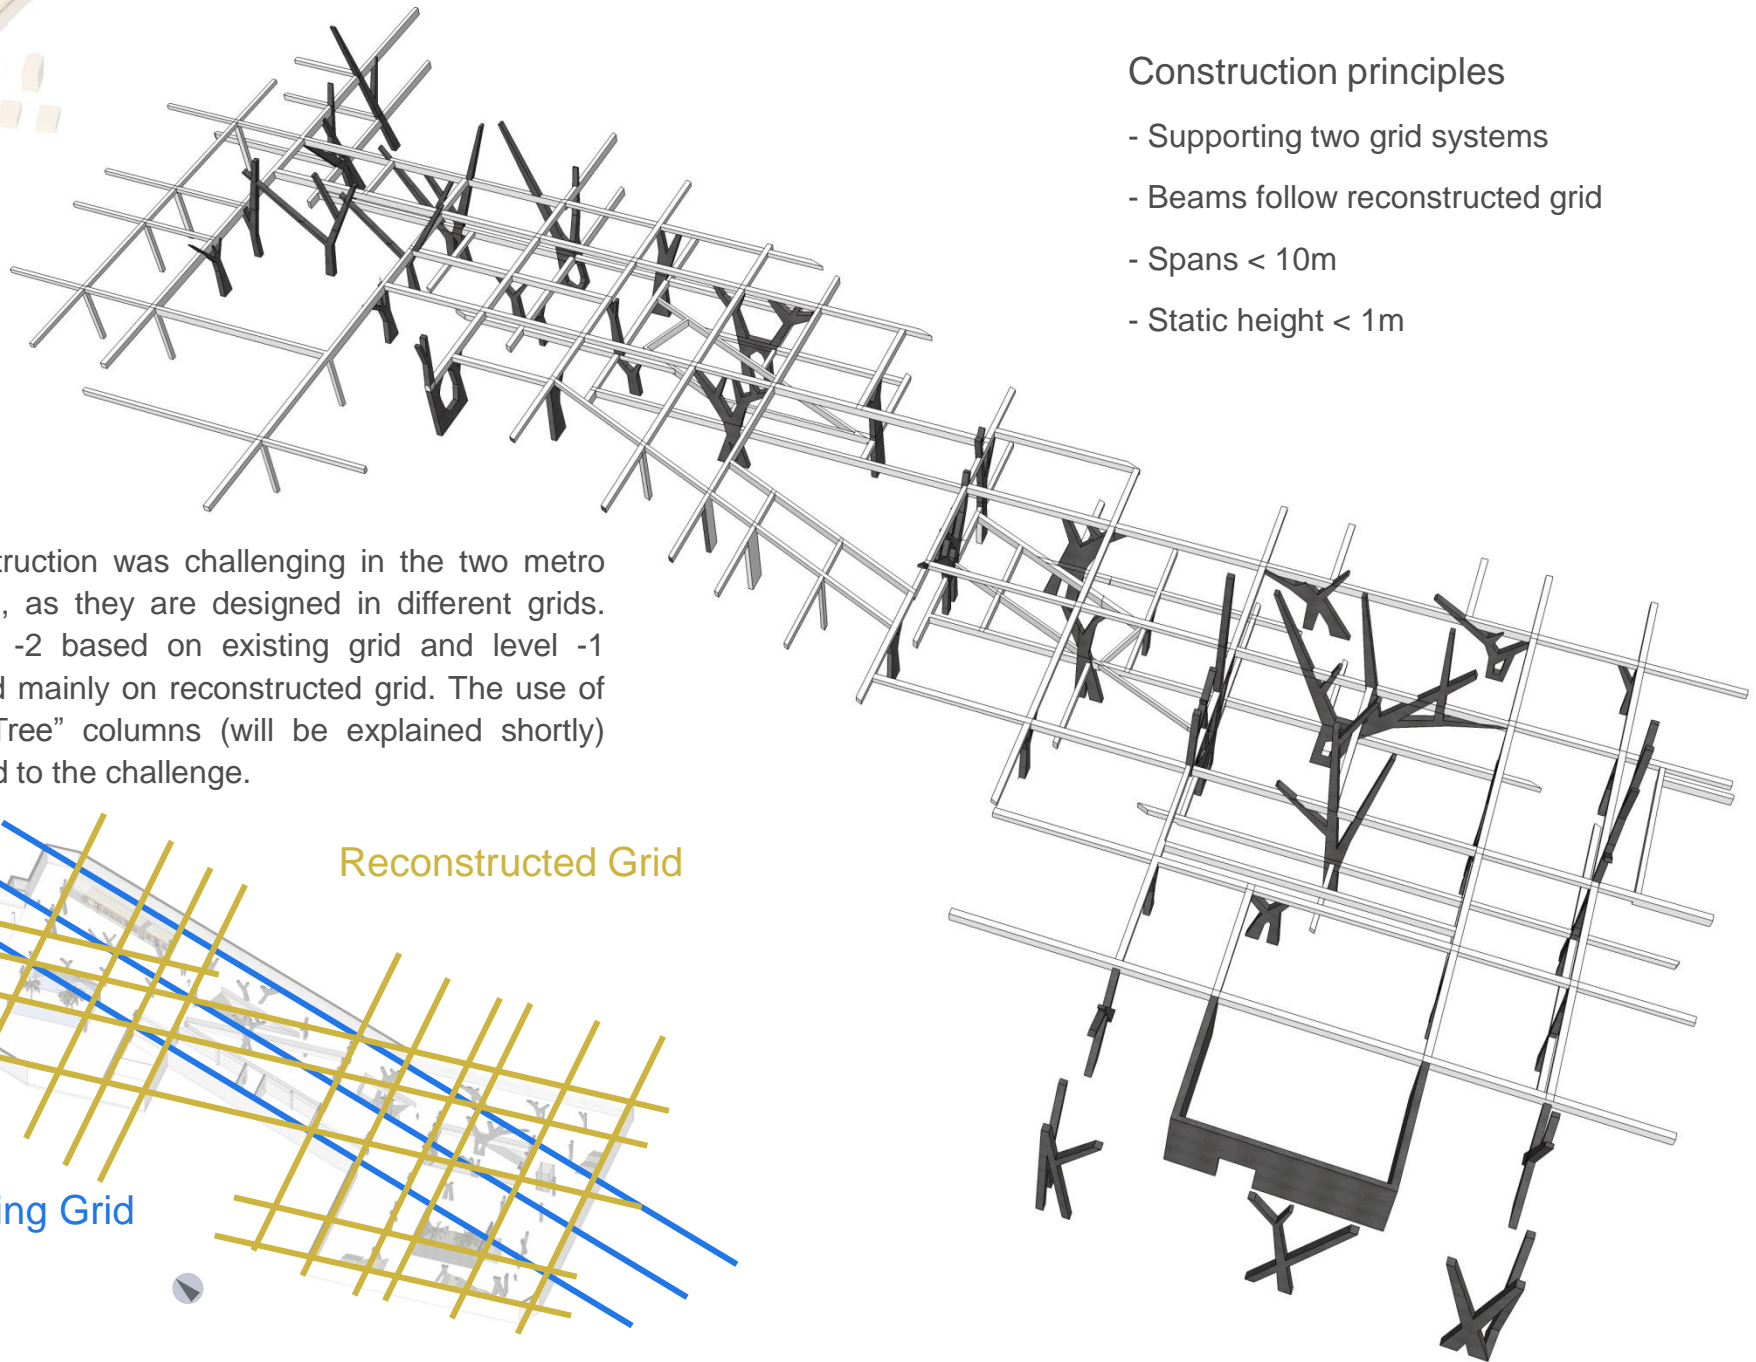 Construction principles
- Supporting two grid systems
- Beams follow reconstructed grid
- Spans < 10m
- Static height < 1m
truction was challenging in the two metro
, as they are designed in different grids.
-2 based on existing grid and level -1
d mainly on reconstructed grid. The use of
Tree” columns (will be explained shortly)
d to the challenge.
Reconstructed Grid
ing Grid